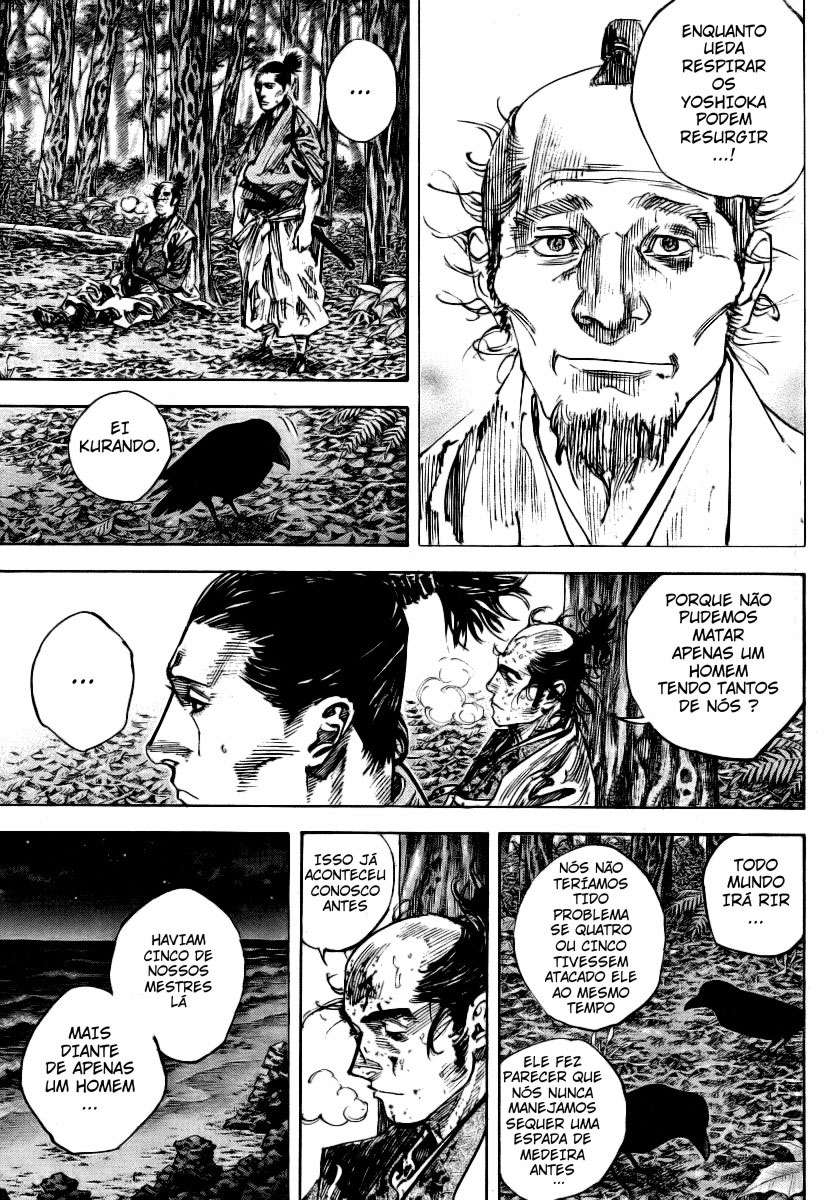 ENQUANTO
UEDA
RESPIRAR
OS
YOSHIOKA
PODEM
RESURGIR
...!
...
EI
KURANDO.
PORQUE NÃO
PUDEMOS
MATAR
APENAS UM
HOMEM
TENDO TANTOS
DE NÓS ?
...
TODO
MUNDO
IRÁ RIR
...
NÓS NÃO
TERÍAMOS
TIDO
PROBLEMA
SE QUATRO
OU CINCO
TIVESSEM
ATACADO ELE
AO MESMO
TEMPO
ELE FEZ
PARECER QUE
NÓS NUNCA
MANEJAMOS
SEQUER UMA
ESPADA DE
MEDEIRA
ANTES
...
ISSO JÁ
ACONTECEU
CONOSCO
ANTES
HAVIAM
CINCO DE
NOSSOS
MESTRES
LÁ
MAIS
DIANTE
DE APENAS
UM HOMEM
...